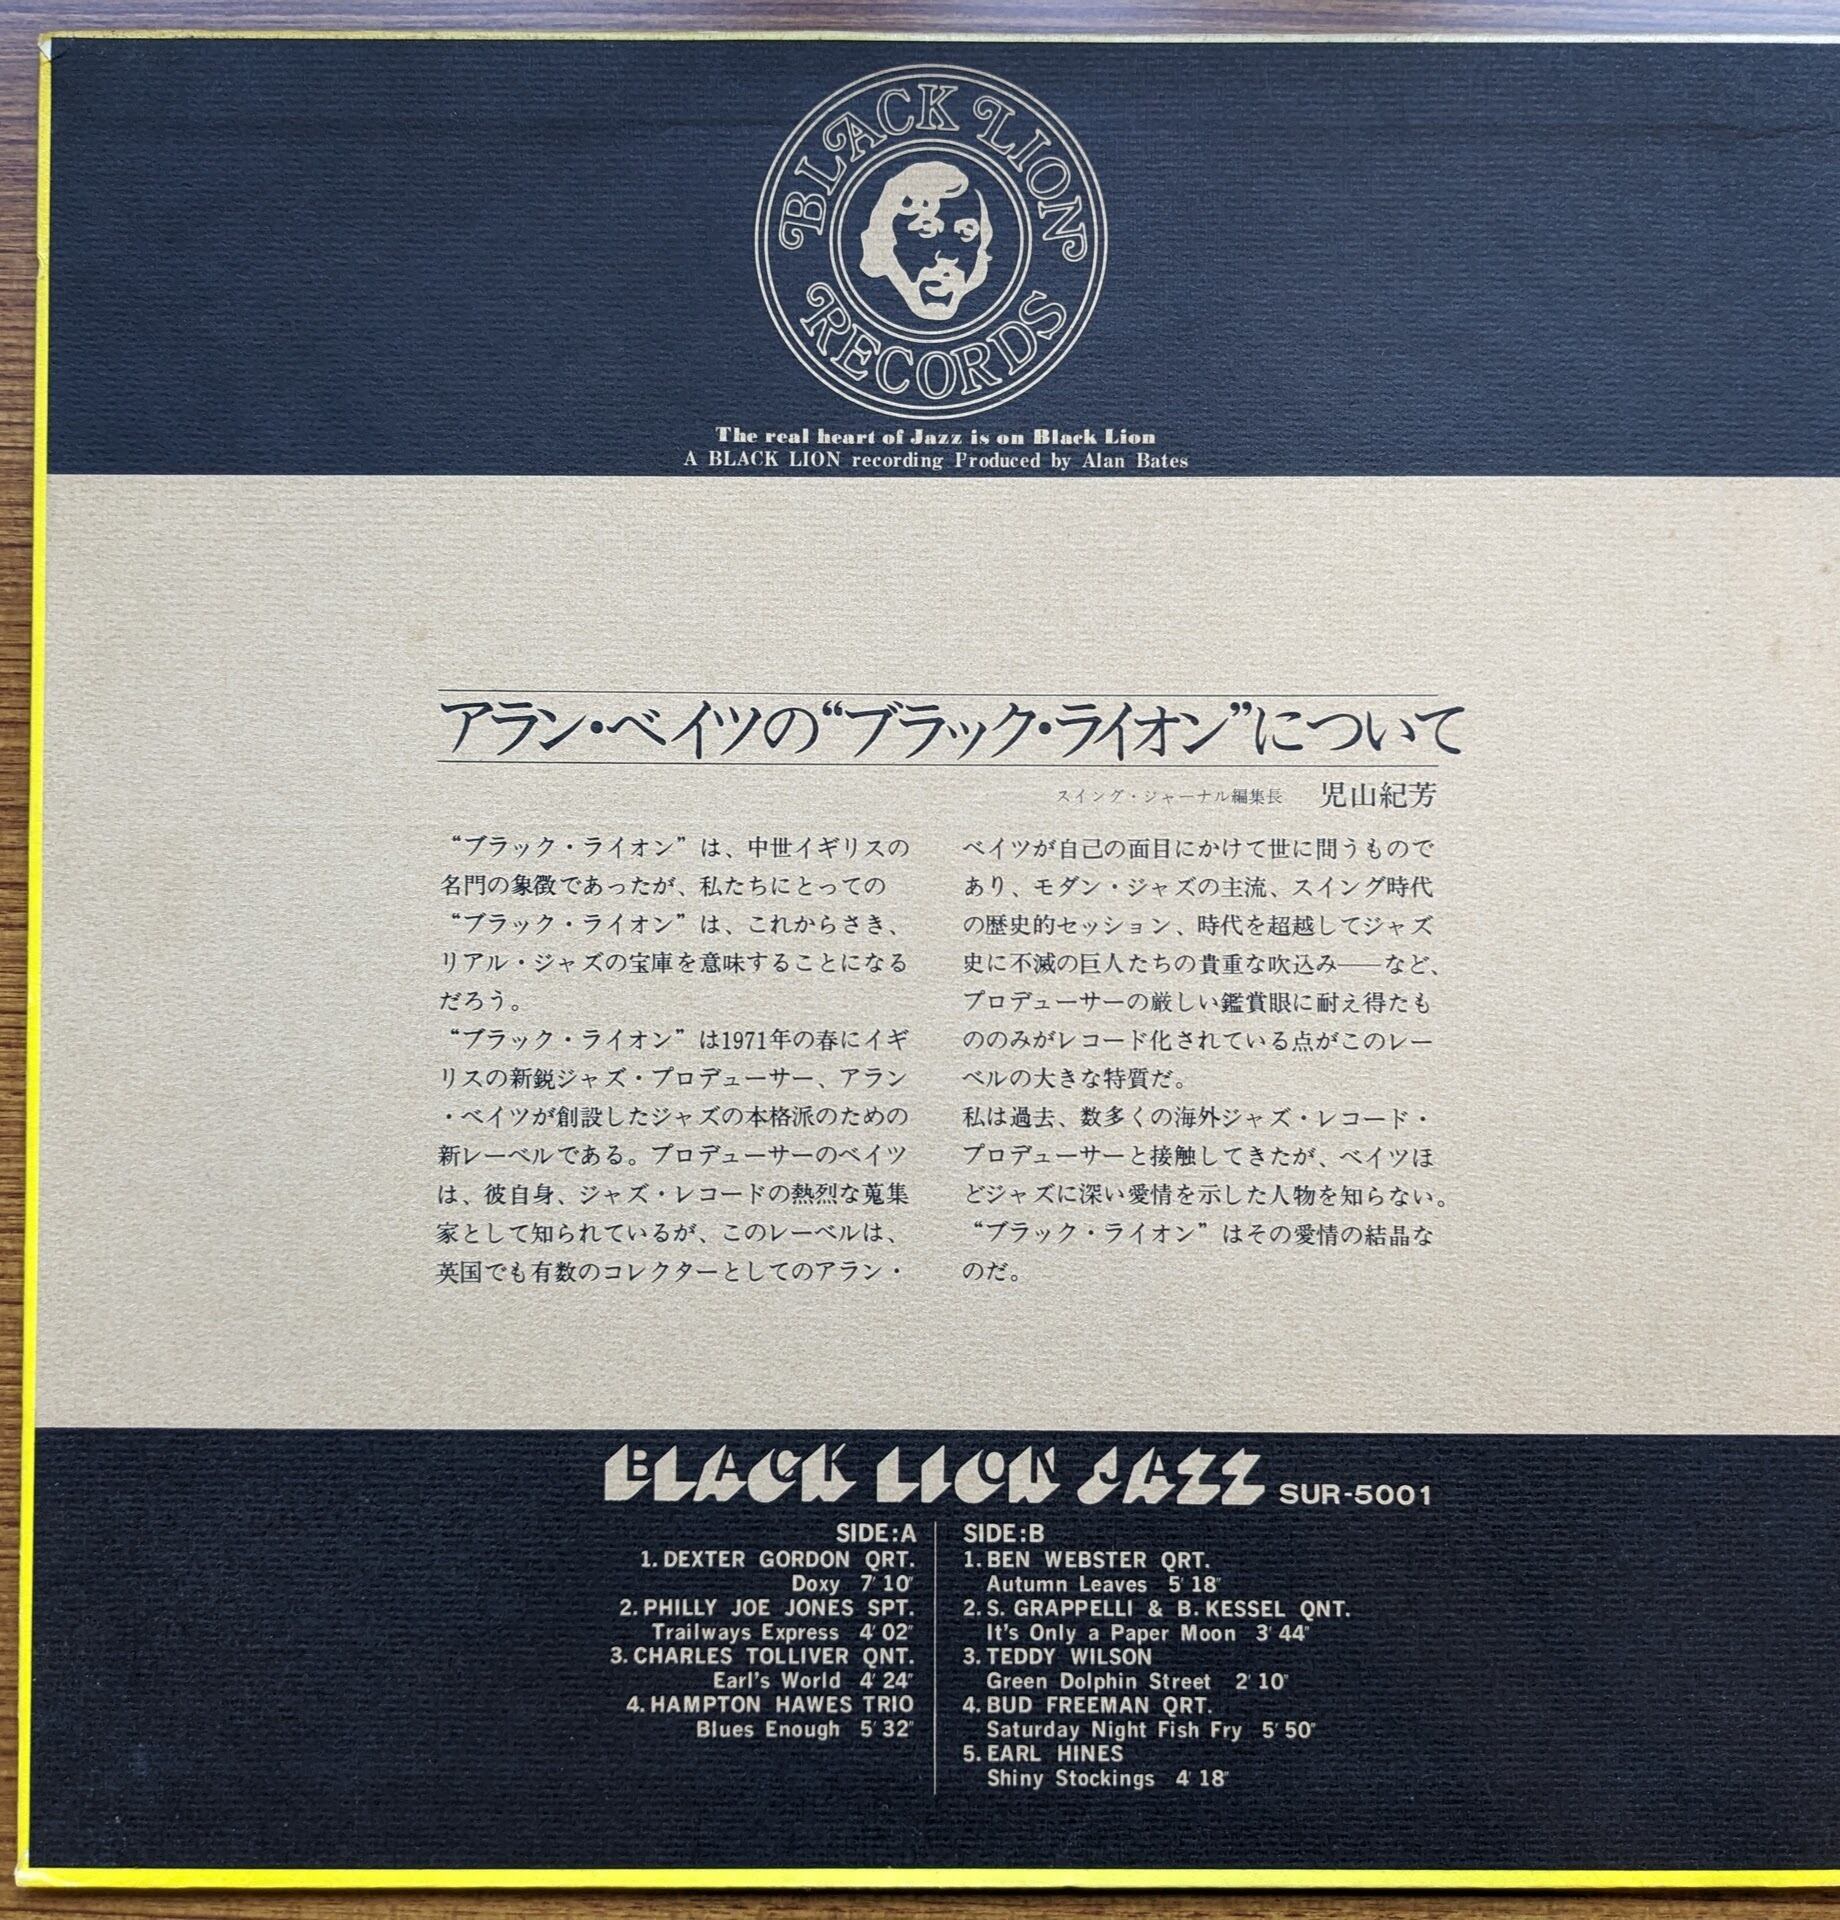 BLACK LION
RECORDS
The real heart of Jazz is on Black Lion
A BLACK LION recording Produced by Alan Bates
アラン・ベイツの“ブラック・ライオン”について
スイング・ジャーナル編集長 児山紀芳
“ブラック・ライオン”は、中世イギリスの
名門の象徴であったが、私たちにとっての
“ブラック・ライオン”は、これからさき、
リアル・ジャズの宝庫を意味することになる
だろう。
“ブラック・ライオン”は1971年の春にイギ
リスの新鋭ジャズ・プロデューサー、アラン
・ベイツが創設したジャズの本格派のための
新レーベルである。プロデューサーのベイツ
は、彼自身、ジャズ・レコードの熱烈な蒐集
家として知られているが、このレーベルは、
英国でも有数のコレクターとしてのアラン・
ベイツが自己の面目にかけて世に問うもので
あり、モダン・ジャズの主流、スイング時代
の歴史的セッション、時代を超越してジャズ
史に不滅の巨人たちの貴重な吹込み——など、
プロデューサーの厳しい鑑賞眼に耐え得たも
ののみがレコード化されている点がこのレー
ベルの大きな特質だ。
私は過去、数多くの海外ジャズ・レコード・
プロデューサーと接触してきたが、ベイツほ
どジャズに深い愛情を示した人物を知らない。
“ブラック・ライオン”はその愛情の結晶な
のだ。
BLACK LION JAZZ SUR-5001
SIDE:A
1. DEXTER GORDON QRT.
Doxy 7′10″
2. PHILLY JOE JONES SPT.
Trailways Express 4′02″
3. CHARLES TOLLIVER QNT.
Earl's World 4′24″
4. HAMPTON HAWES TRIO
Blues Enough 5′32″
SIDE:B
1. BEN WEBSTER QRT.
Autumn Leaves 5′18″
2. S. GRAPPELLI & B. KESSEL QNT.
It's Only a Paper Moon 3′44″
3. TEDDY WILSON
Green Dolphin Street 2′10″
4. BUD FREEMAN QRT.
Saturday Night Fish Fry 5′50″
5. EARL HINES
Shiny Stockings 4′18″